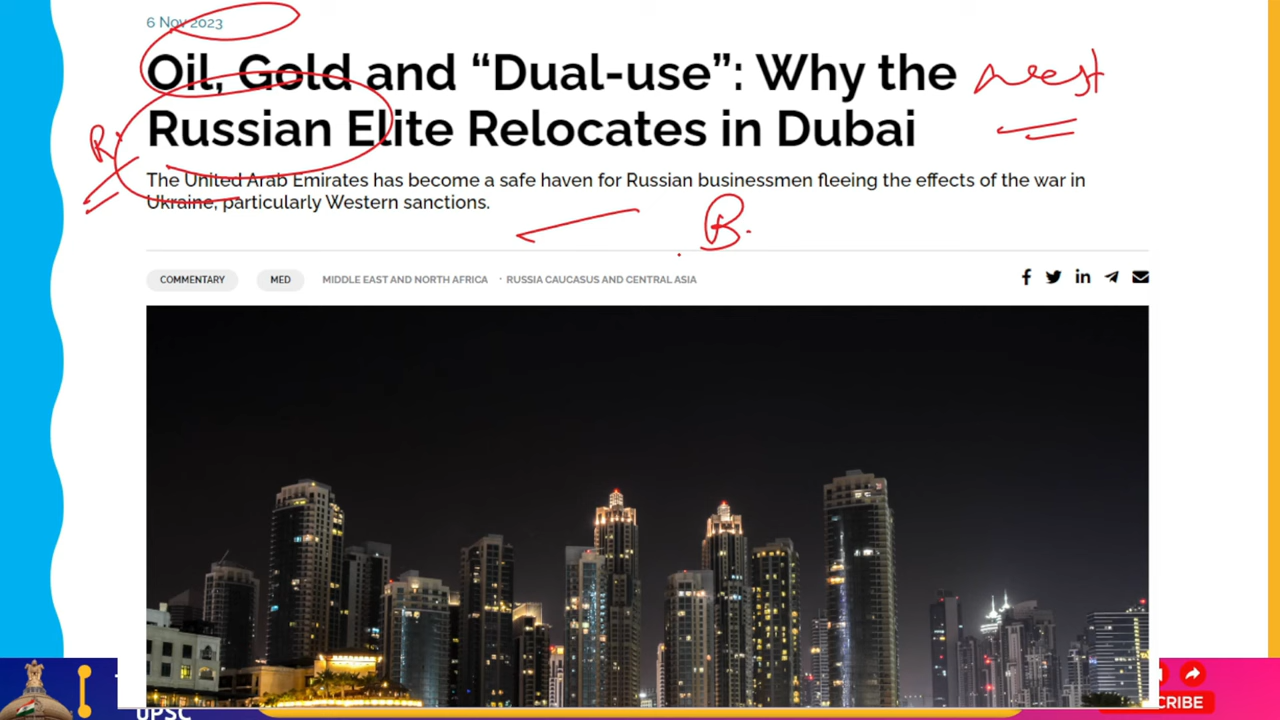 6 Nov 2023
Oil, Gold and “Dual-use”: Why the
Russian Elite Relocates in Dubai
west
R.
The United Arab Emirates has become a safe haven for Russian businessmen fleeing the effects of the war in
Ukraine, particularly Western sanctions.
B.
COMMENTARY MED MIDDLE EAST AND NORTH AFRICA · RUSSIA CAUCASUS AND CENTRAL ASIA
UPSC
CRIBE